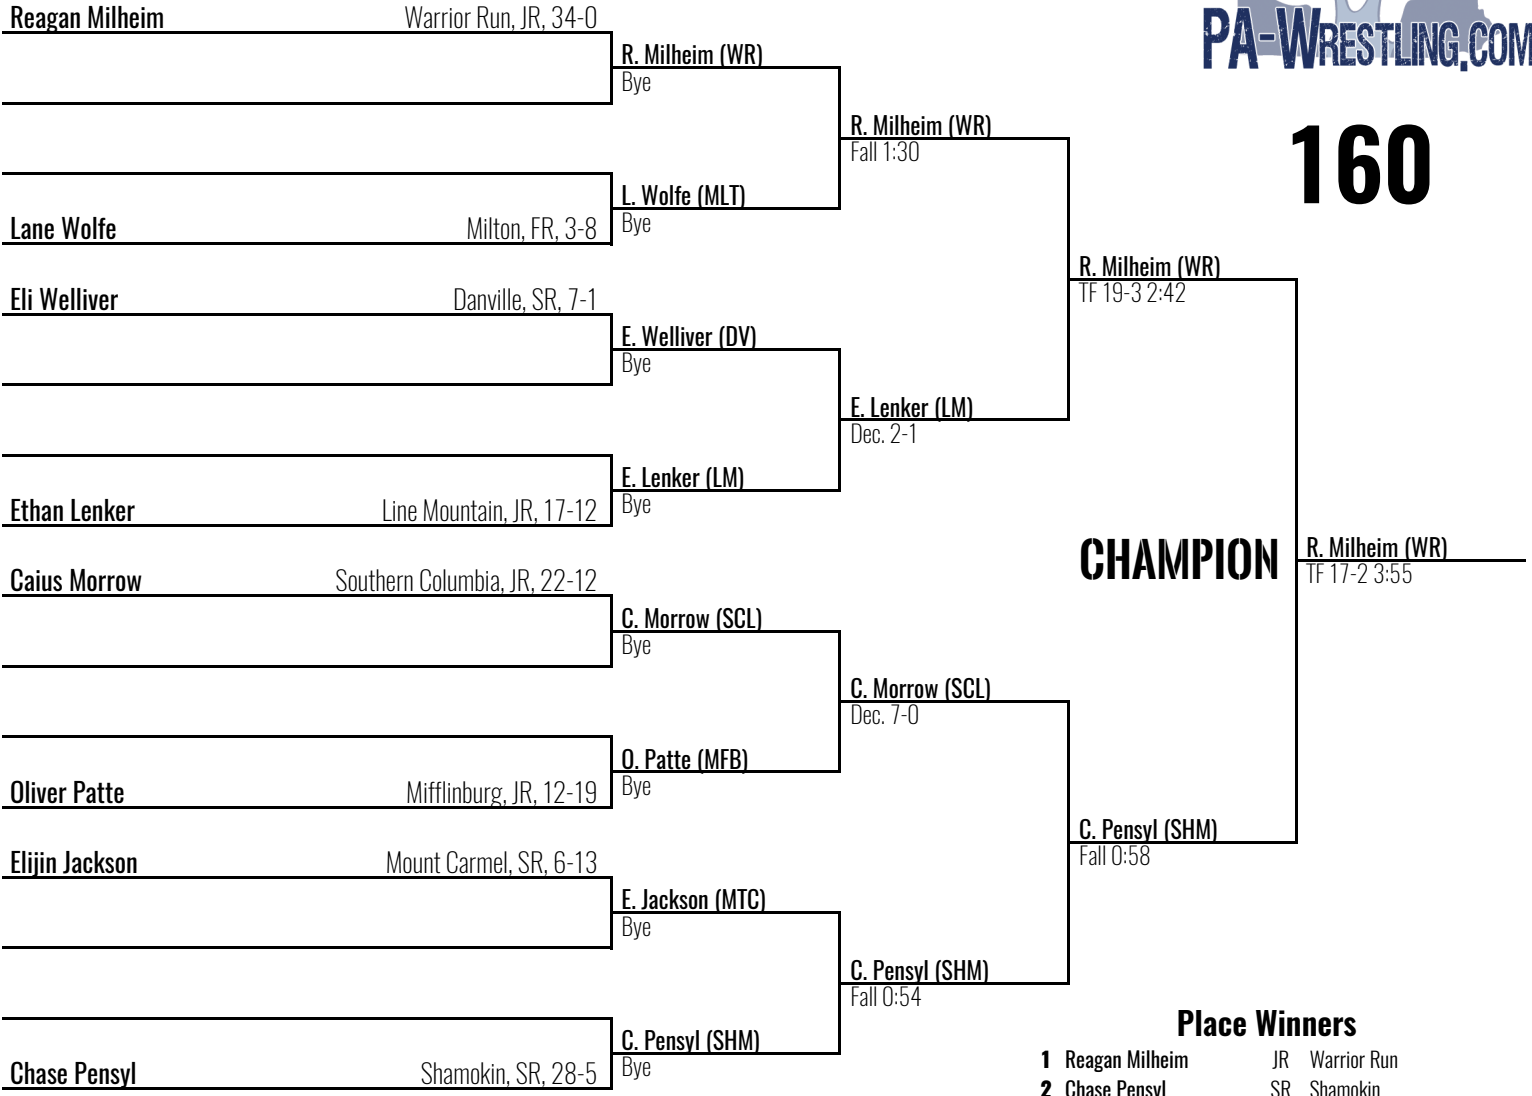 Reagan Milheim Warrior Run, JR, 34-0
R. Milheim (WR)
Bye
R. Milheim (WR)
Fall 1:30
L. Wolfe (MLT)
Bye
Lane Wolfe Milton, FR, 3-8
R. Milheim (WR)
TF 19-3 2:42
Eli Welliver Danville, SR, 7-1
E. Welliver (DV)
Bye
E. Lenker (LM)
Dec. 2-1
E. Lenker (LM)
Bye
Ethan Lenker Line Mountain, JR, 17-12
CHAMPION
R. Milheim (WR)
TF 17-2 3:55
Caius Morrow Southern Columbia, JR, 22-12
C. Morrow (SCL)
Bye
C. Morrow (SCL)
Dec. 7-0
O. Patte (MFB)
Bye
Oliver Patte Mifflinburg, JR, 12-19
C. Pensyl (SHM)
Fall 0:58
Elijin Jackson Mount Carmel, SR, 6-13
E. Jackson (MTC)
Bye
C. Pensyl (SHM)
Fall 0:54
C. Pensyl (SHM)
Bye
Chase Pensyl Shamokin, SR, 28-5
PA-WRESTLING.COM
160
Place Winners
1 Reagan Milheim JR Warrior Run
2 Chase Pensyl SR Shamokin